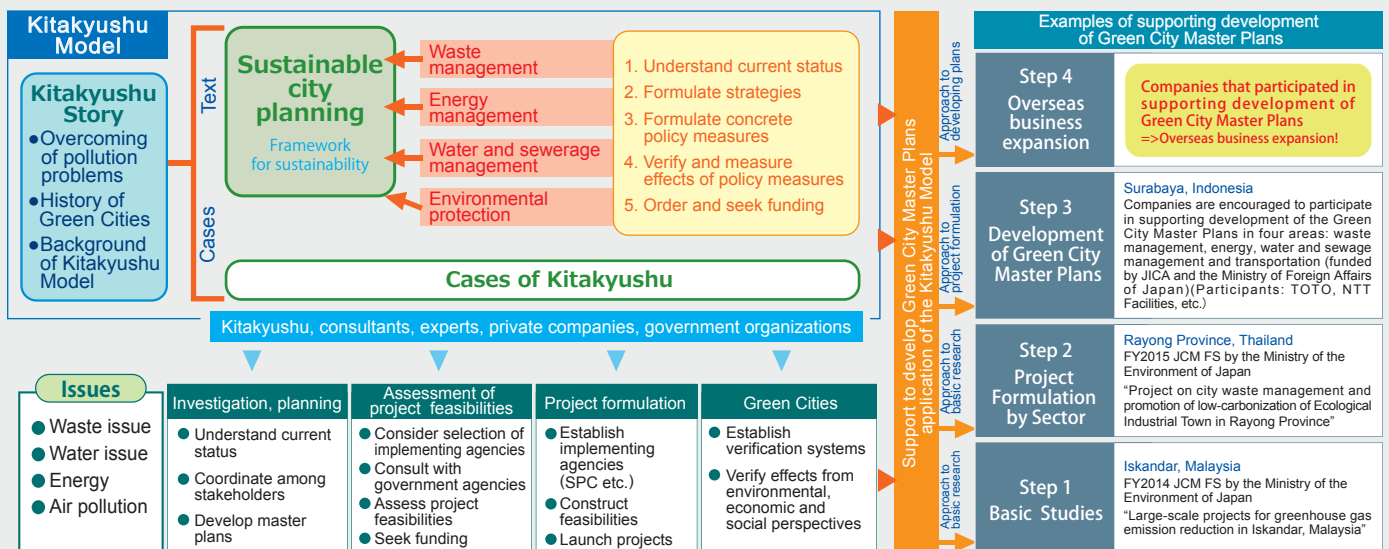 Kitakyushu
Model
Kitakyushu
Story
●Overcoming
of pollution
problems
●History of
Green Cities
●Background
of Kitakyushu
Model
Text
Cases
Sustainable
city
planning
Framework
for sustainability
Waste
management
Energy
management
Water and sewerage
management
Environmental
protection
1. Understand current status
2. Formulate strategies
3. Formulate concrete
policy measures
4. Verify and measure
effects of policy measures
5. Order and seek funding
Cases of Kitakyushu
Kitakyushu, consultants, experts, private companies, government organizations
Issues
● Waste issue
● Water issue
● Energy
● Air pollution
Investigation, planning
● Understand current
status
● Coordinate among
stakeholders
● Develop master
plans
Assessment of
project feasibilities
● Consider selection of
implementing agencies
● Consult with
government agencies
● Assess project
feasibilities
● Seek funding
Project formulation
● Establish
implementing
agencies
(SPC etc.)
● Construct
feasibilities
● Launch projects
Green Cities
● Establish
verification systems
● Verify effects from
environmental,
economic and
social perspectives
Support to develop Green City Master Plans
application of the Kitakyushu Model
Examples of supporting development
of Green City Master Plans
Approach to
developing plans
Step 4
Overseas
business
expansion
Companies that participated in
supporting development of
Green City Master Plans
=>Overseas business expansion!
Approach to
project formulation
Step 3
Development
of Green City
Master Plans
Surabaya, Indonesia
Companies are encouraged to participate
in supporting development of the Green
City Master Plans in four areas: waste
management, energy, water and sewage
management and transportation (funded
by JICA and the Ministry of Foreign Affairs
of Japan)(Participants: TOTO, NTT
Facilities, etc.)
Approach to
basic research
Step 2
Project
Formulation
by Sector
Rayong Province, Thailand
FY2015 JCM FS by the Ministry of the
Environment of Japan
“Project on city waste management and
promotion of low-carbonization of Ecological
Industrial Town in Rayong Province”
Approach to
basic research
Step 1
Basic Studies
Iskandar, Malaysia
FY2014 JCM FS by the Ministry of the
Environment of Japan
“Large-scale projects for greenhouse gas
emission reduction in Iskandar, Malaysia”